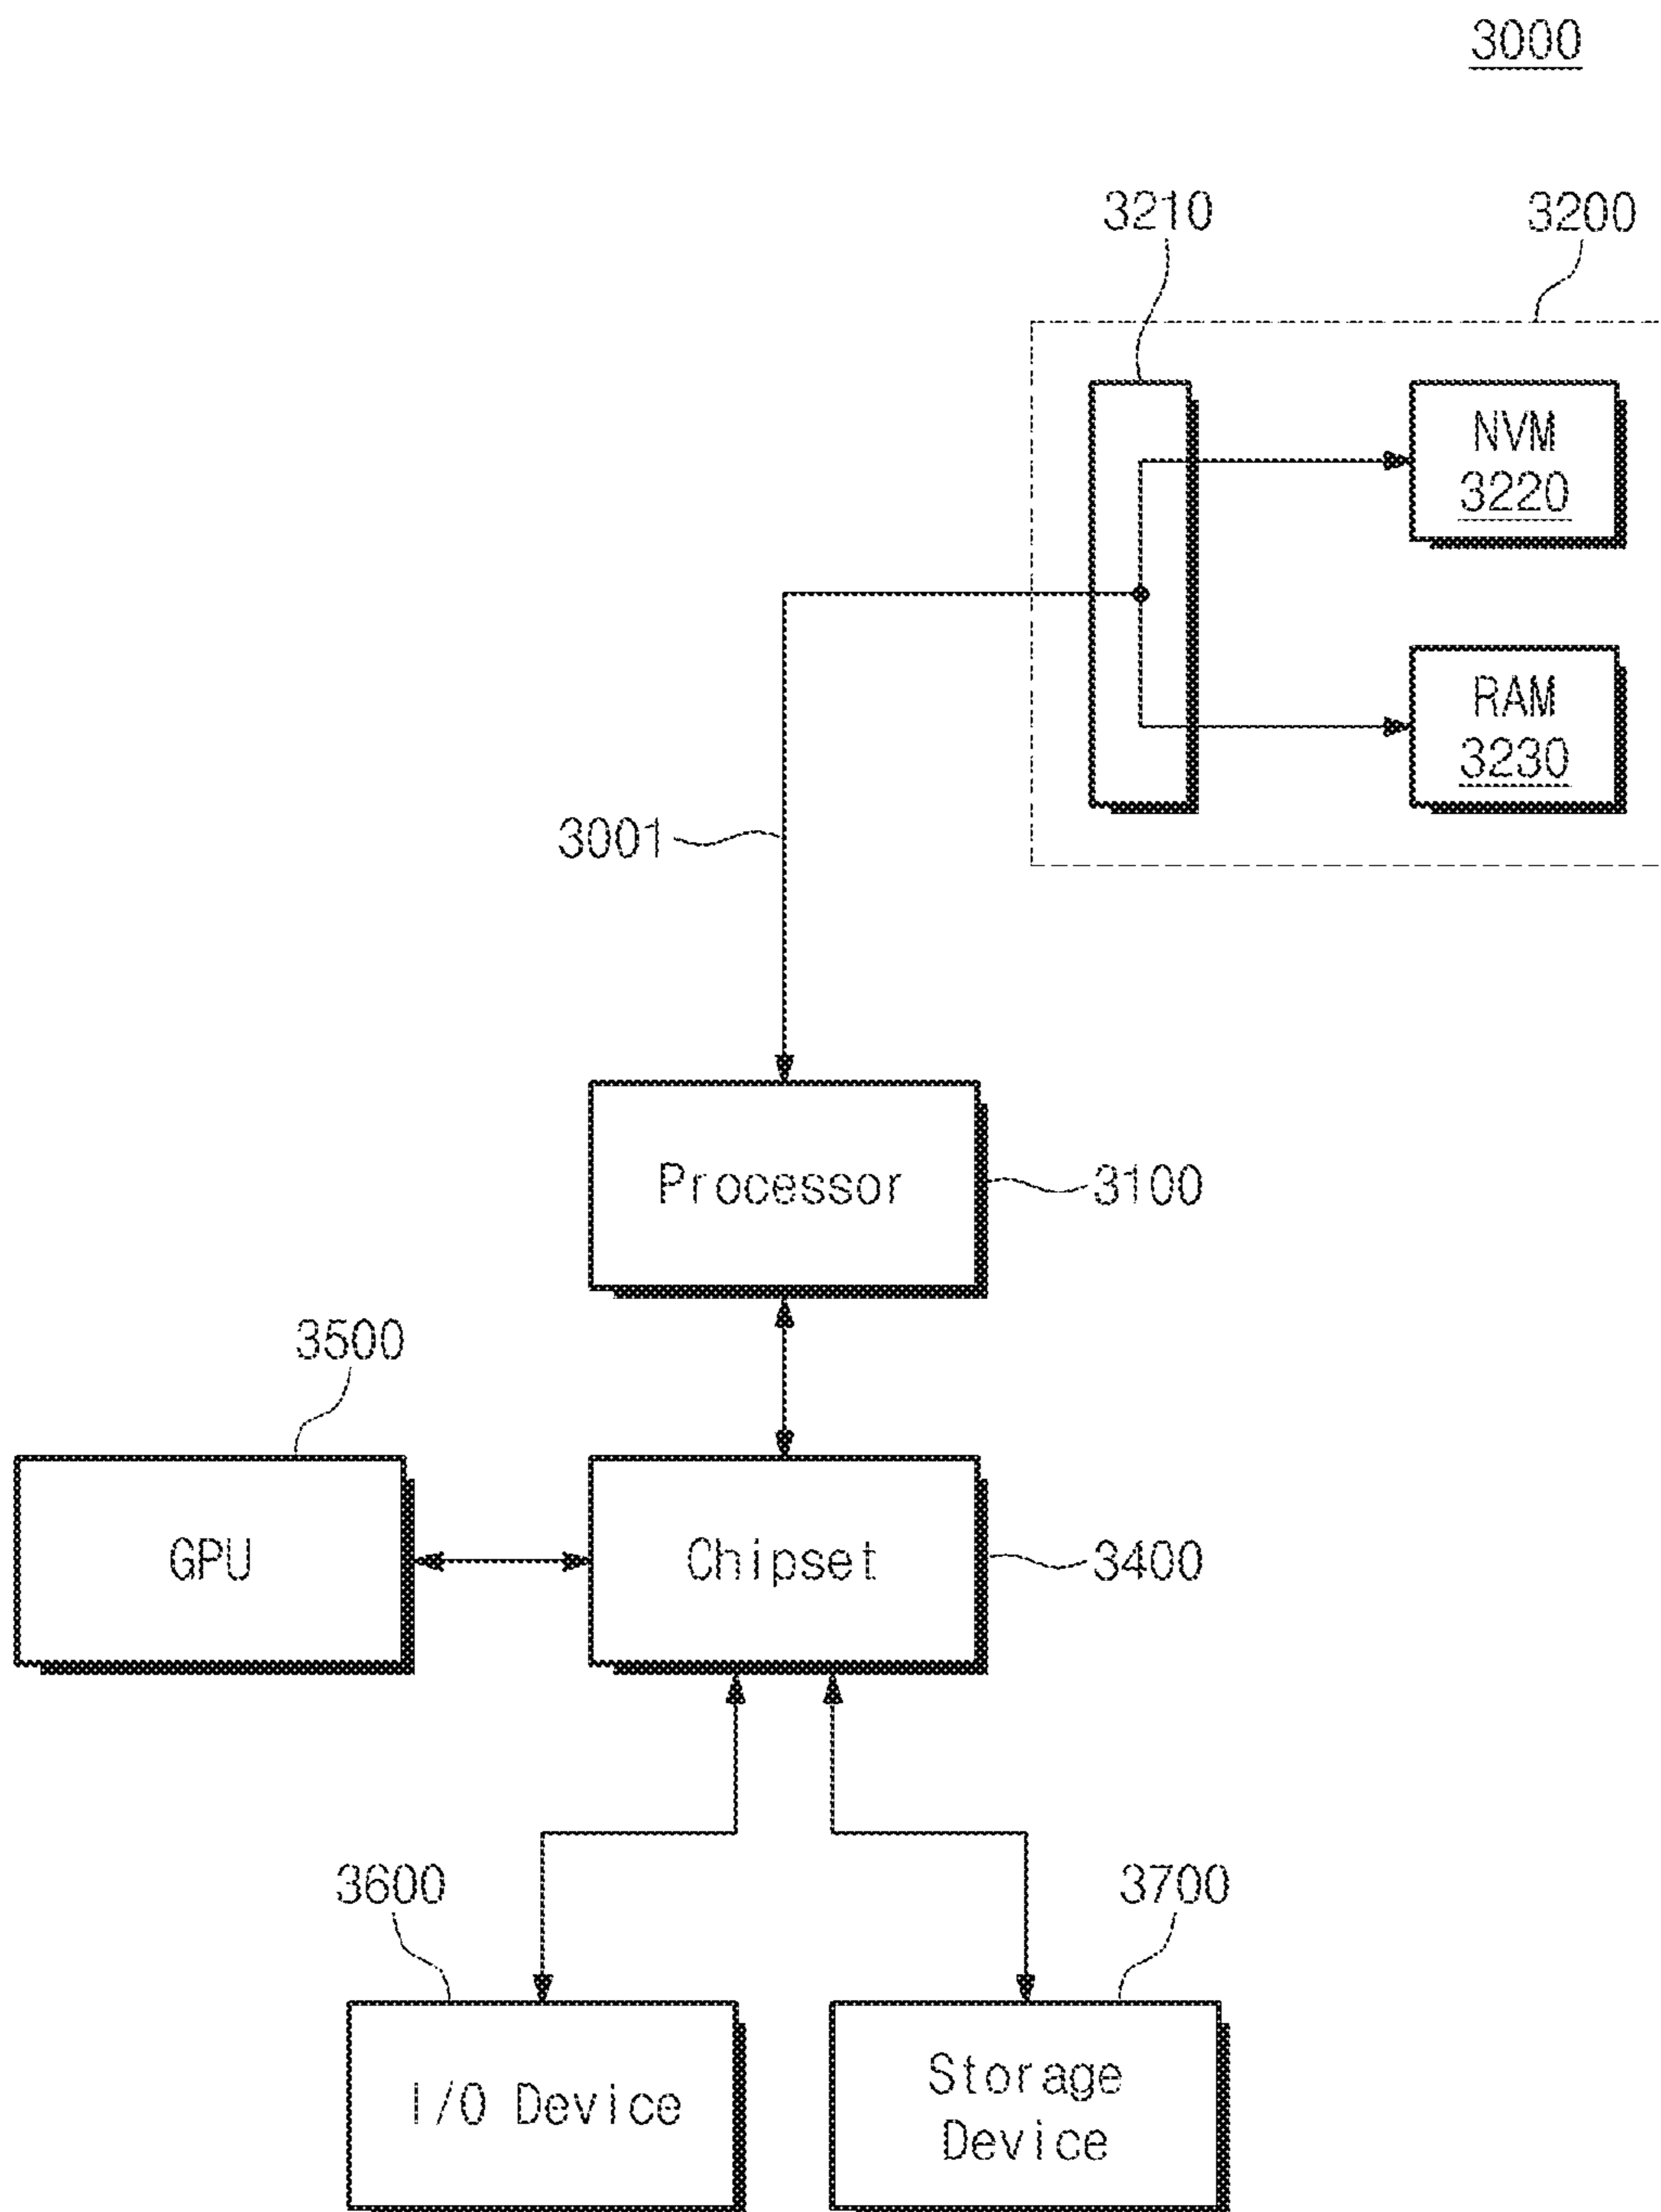 3000
3210
3200
NVM
3220
RAM
3230
3001
Processor
3100
3500
GPU
Chipset
3400
3600
3700
I/O Device
Storage
Device